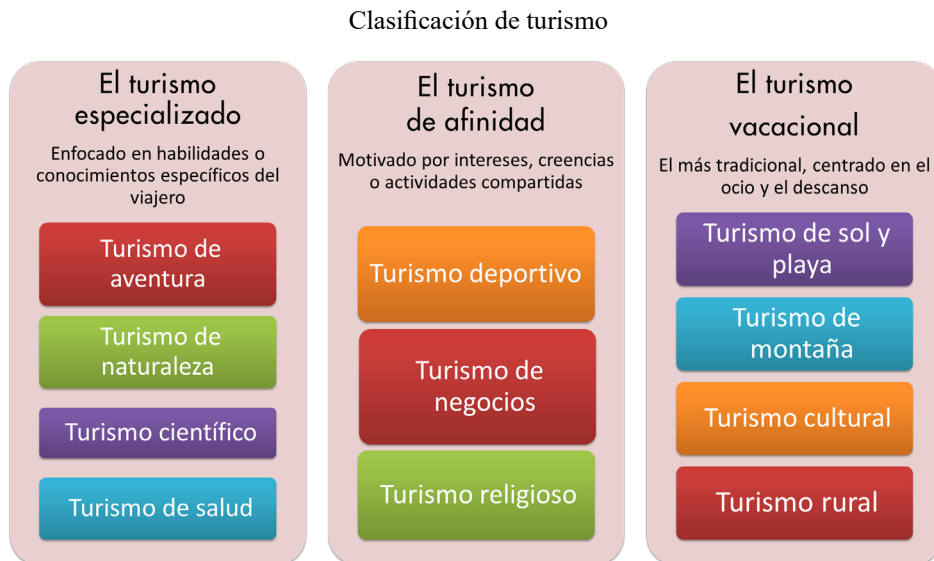 Clasificación de turismo
El turismo
especializado
Enfocado en habilidades o
conocimientos específicos del
viajero
Turismo de
aventura
Turismo de
naturaleza
Turismo científico
Turismo de salud
El turismo
de afinidad
Motivado por intereses, creencias
o actividades compartidas
Turismo deportivo
Turismo de
negocios
Turismo religioso
El turismo
vacacional
El más tradicional, centrado en el
ocio y el descanso
Turismo de sol y
playa
Turismo de
montaña
Turismo cultural
Turismo rural